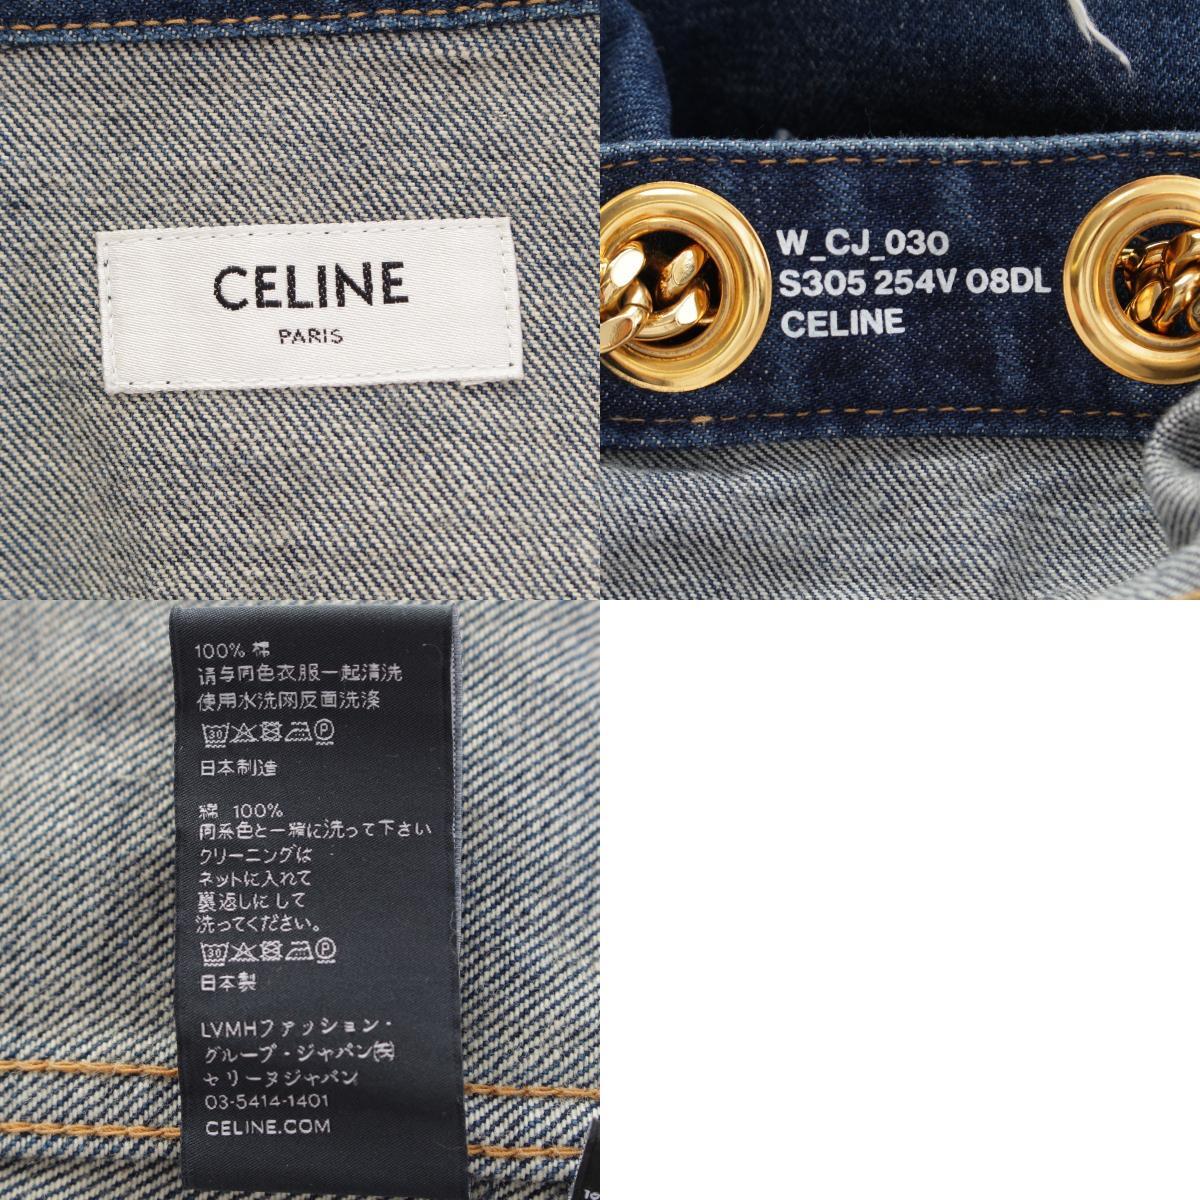 CELINE
PARIS
W_CJ_030
S305 254V 08DL
CELINE
100% 棉
请与同色衣服一起清洗
使用水洗网反面洗涤
30 P
日本制造
綿 100%
同系色と一緒に洗って下さい
クリーニングは
ネットに入れて
裏返しにして
洗ってください。
30 P
日本製
LVMHファッション・
グループ・ジャパン㈱
セリーヌジャパン
03-5414-1401
CELINE.COM